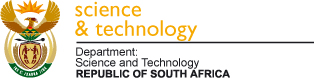 science
& technology
Department:
Science and Technology
REPUBLIC OF SOUTH AFRICA